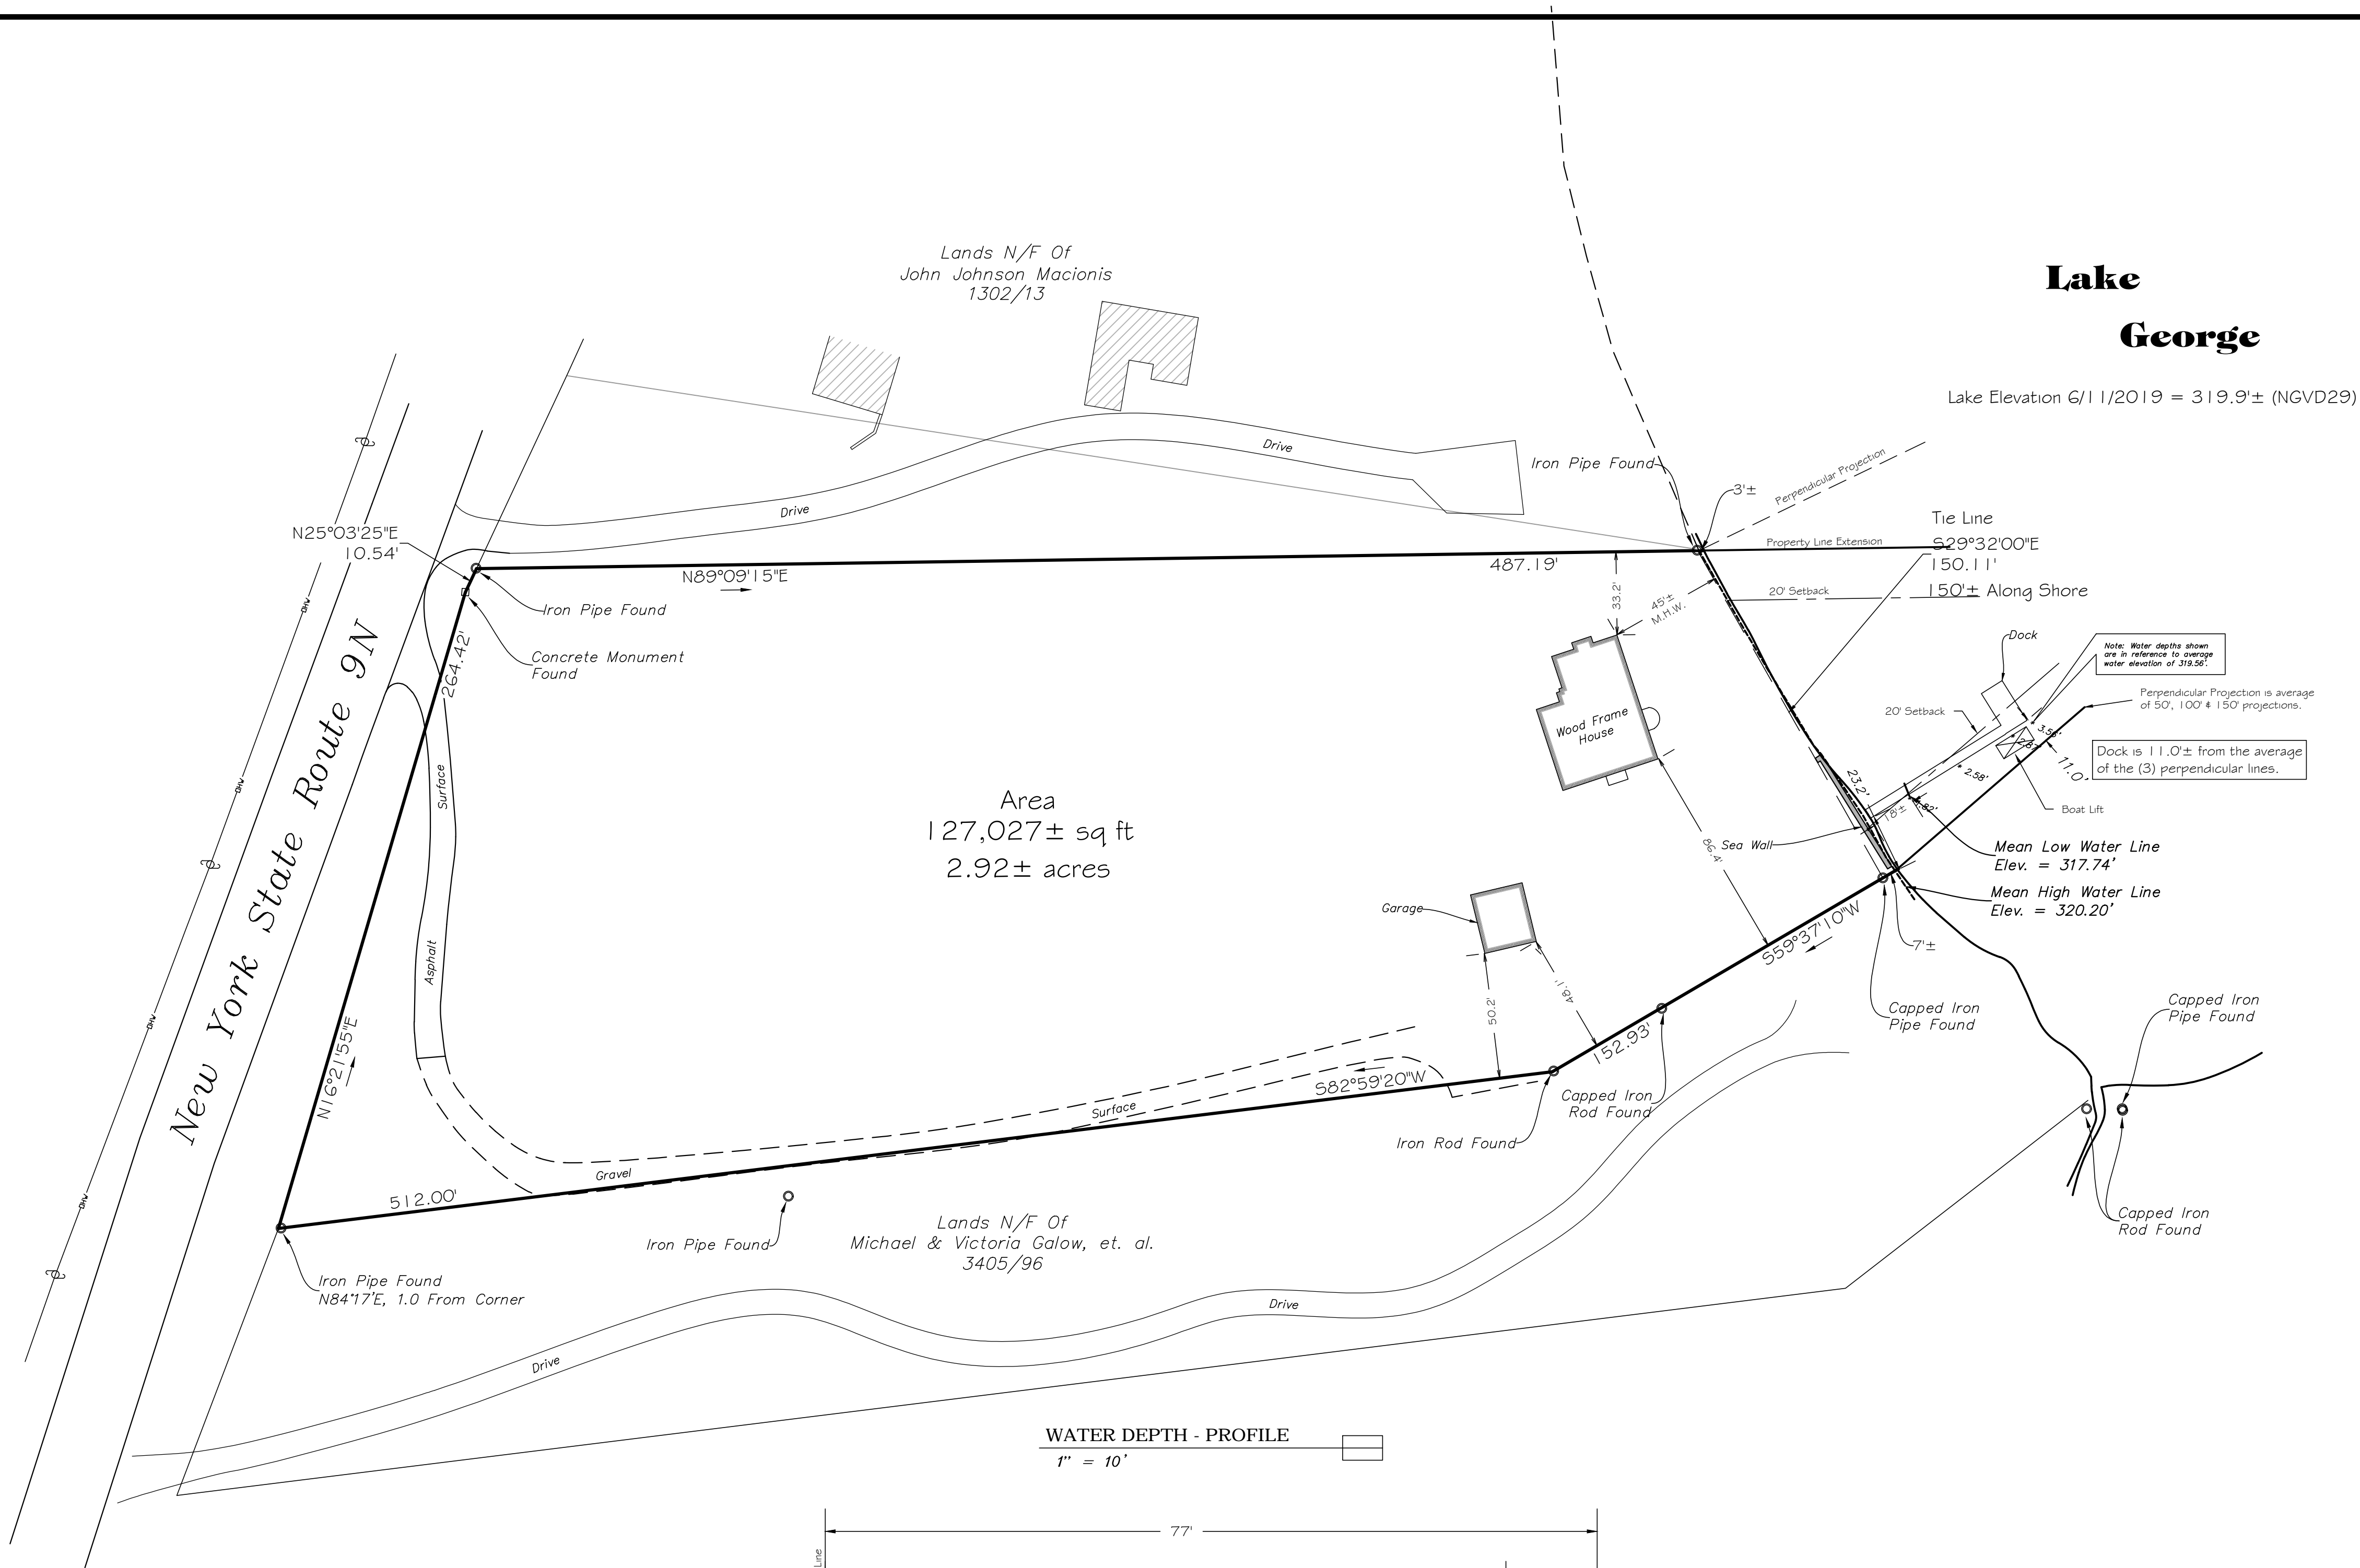 Lands N/F Of
John Johnson Macionis
1302/13
Lake
George
Lake Elevation 6/11/2019 = 319.9'± (NGVD29)
Drive
Drive
Iron Pipe Found
3'±
Perpendicular Projection
Property Line Extension
Tie Line
S29°32'00"E
150.11'
150'± Along Shore
20' Setback
N25°03'25"E
10.54'
N89°09'15"E
487.19'
Iron Pipe Found
Concrete Monument
Found
264.42'
33.2'
45'±
M.H.W.
Dock
Note: Water depths shown
are in reference to average
water elevation of 319.56'.
Perpendicular Projection is average
of 50', 100' & 150' projections.
20' Setback
3.56'
2.58'
11.0'
Dock is 11.0'± from the average
of the (3) perpendicular lines.
Boat Lift
23.2'
18'±
Wood Frame
House
86.4'
Sea Wall
Mean Low Water Line
Elev. = 317.74'
Mean High Water Line
Elev. = 320.20'
7'±
New York State Route 9N
OHW
OHW
OHW
OHW
OHW
Surface
Asphalt
Area
127,027± sq ft
2.92± acres
Garage
50.2'
48.1'
S59°37'10"W
152.93'
Capped Iron
Pipe Found
Capped Iron
Pipe Found
N16°21'55"E
S82°59'20"W
Surface
Gravel
512.00'
Capped Iron
Rod Found
Iron Rod Found
Capped Iron
Rod Found
Iron Pipe Found
Lands N/F Of
Michael & Victoria Galow, et. al.
3405/96
Iron Pipe Found
N84°17'E, 1.0 From Corner
Drive
Drive
WATER DEPTH - PROFILE
1" = 10'
77'
Line